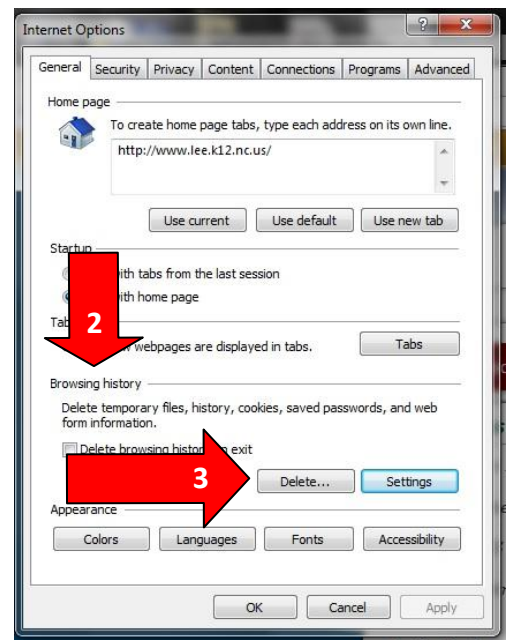 Internet Options
?
X
General Security Privacy Content Connections Programs Advanced
Home page
To create home page tabs, type each address on its own line.
http://www.lee.k12.nc.us/
Use current Use default Use new tab
Startup
with tabs from the last session
with home page
2
webpages are displayed in tabs.
Tabs
Browsing history
Delete temporary files, history, cookies, saved passwords, and web
form information.
Delete browsing history exit
3
Delete... Settings
Appearance
Colors Languages Fonts Accessibility
OK Cancel Apply